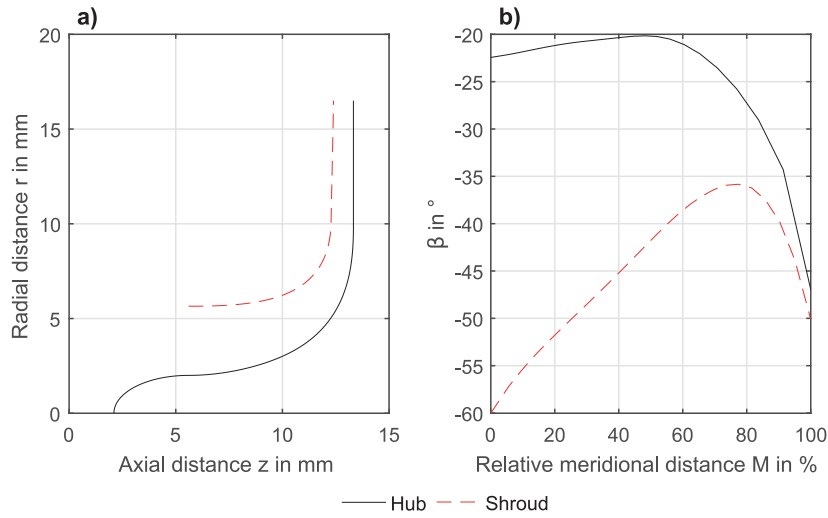 a)
20
15
10
5
0
Radial distance r in mm
0 5 10 15
Axial distance z in mm
b)
-20
-25
-30
-35
-40
-45
-50
-55
-60
β in °
0 20 40 60 80 100
Relative meridional distance M in %
Hub Shroud